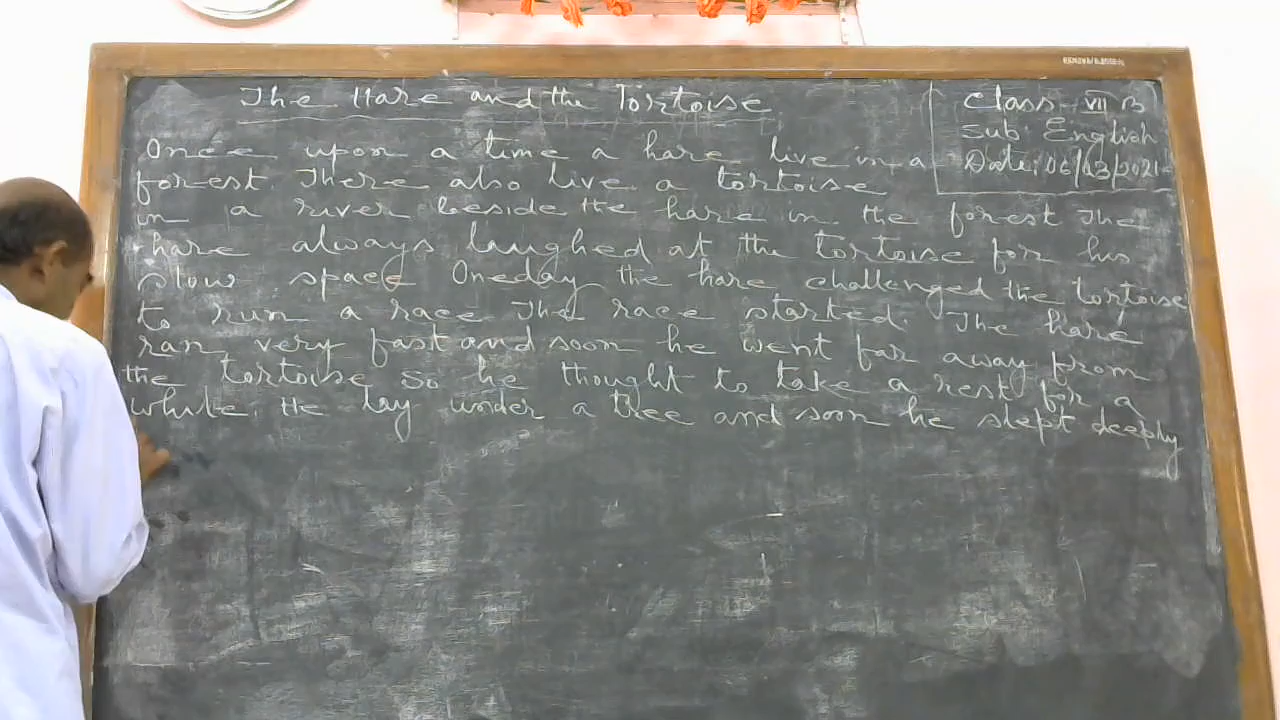 The Hare and the Tortoise
Class VII B
Sub: English
Date: 06/03/2021
Once upon a time a hare live in a
forest. There also live a tortoise
in a river beside the hare in the forest The
hare always laughed at the tortoise for his
slow space Oneday the hare challenged the tortoise
to run a race The race started. The hare
ran very fast and soon he went far away from
the tortoise So he thought to take a rest for a
while. He lay under a tree and soon he slept deeply